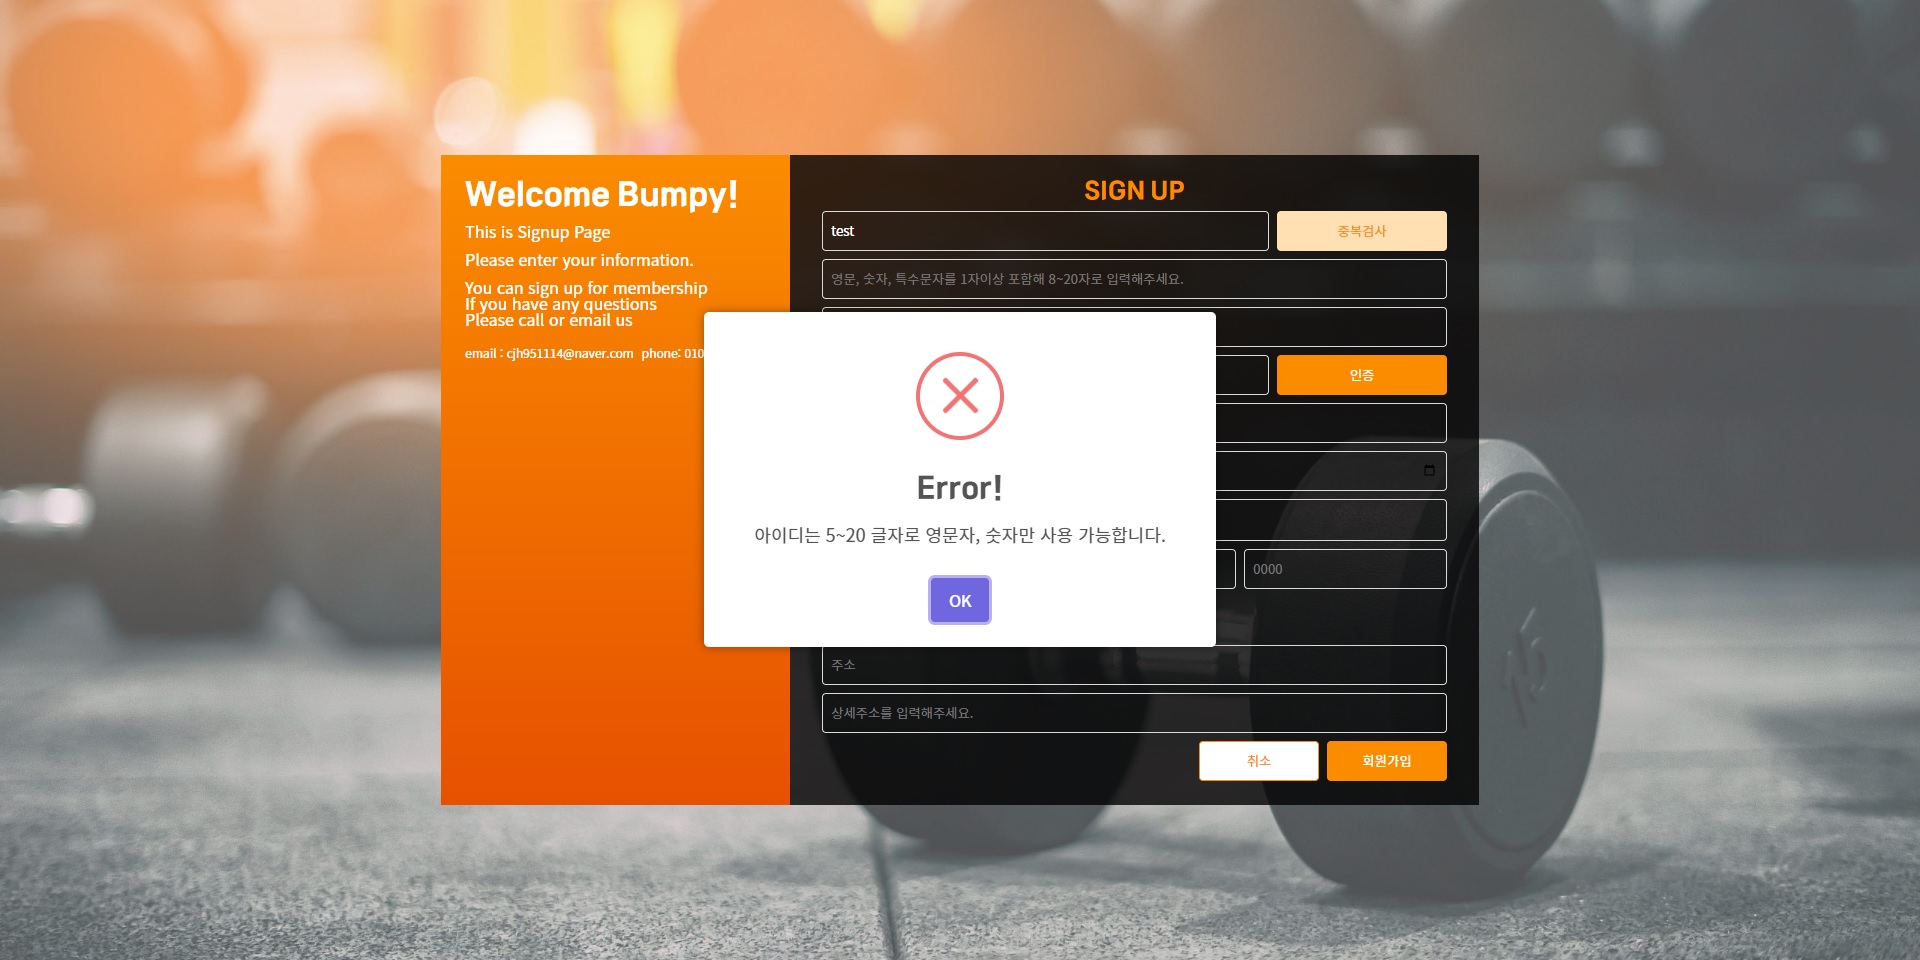 Welcome Bumpy!
This is Signup Page
Please enter your information.
You can sign up for membership
If you have any questions
Please call or email us
email : cjh951114@naver.com phone: 010
SIGN UP
test
중복검사
영문, 숫자, 특수문자를 1자이상 포함해 8~20자로 입력해주세요.
인증
Error!
아이디는 5~20 글자로 영문자, 숫자만 사용 가능합니다.
OK
0000
주소
상세주소를 입력해주세요.
취소
회원가입